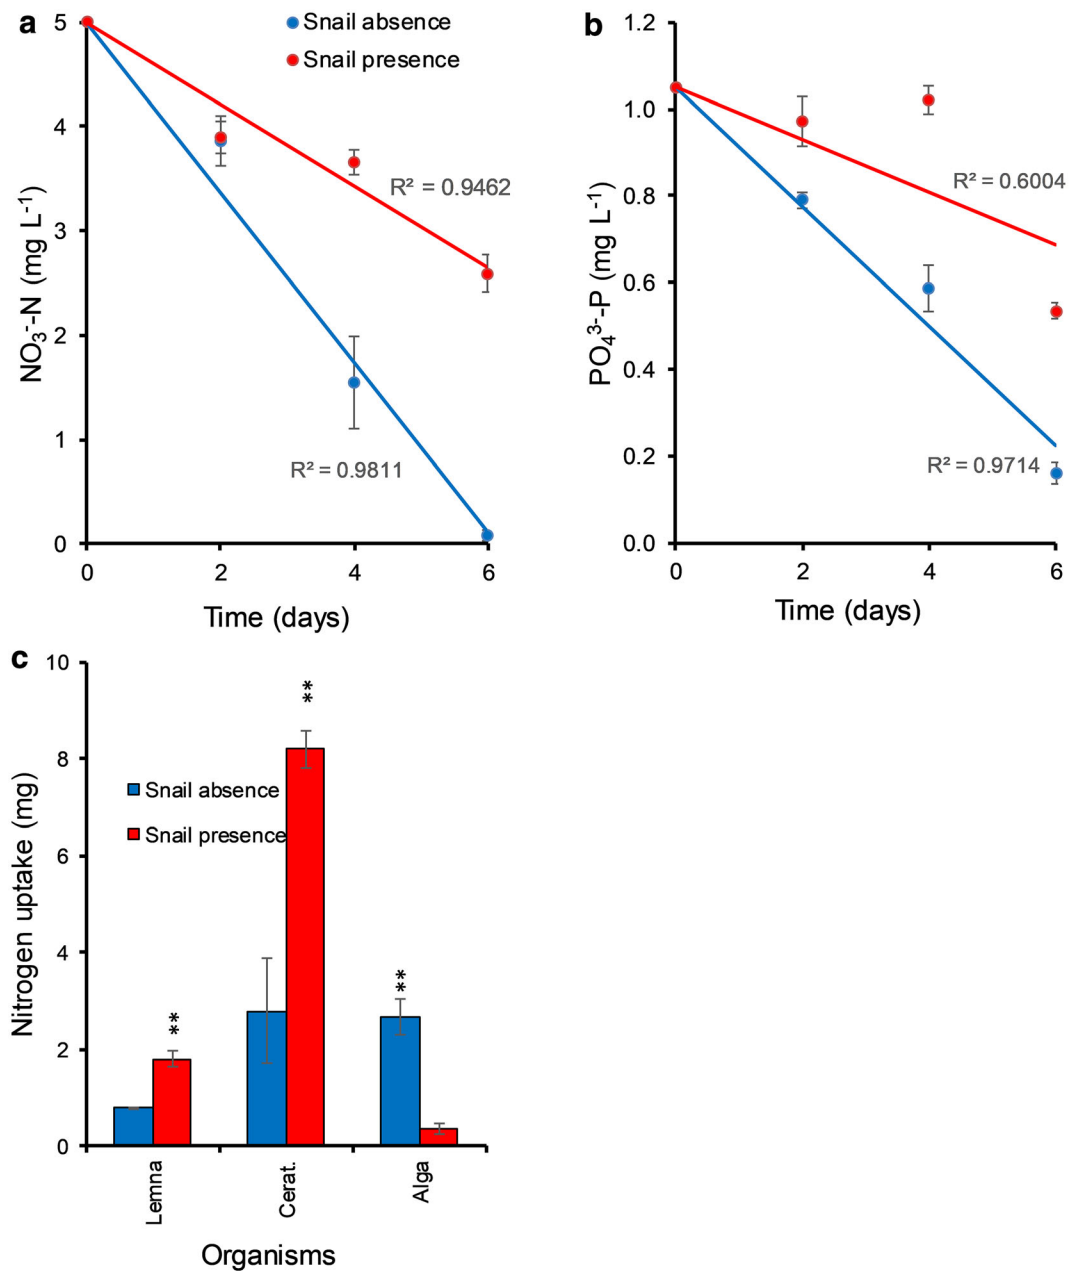 a
Snail absence
Snail presence
5
4
3
2
1
0
NO₃⁻-N (mg L⁻¹)
R² = 0.9462
R² = 0.9811
0 2 4 6
Time (days)
b
1.2
1.0
0.8
0.6
0.4
0.2
0.0
PO₄³⁻-P (mg L⁻¹)
R² = 0.6004
R² = 0.9714
0 2 4 6
Time (days)
c
10
8
6
4
2
0
Nitrogen uptake (mg)
Snail absence
Snail presence
**
**
**
Lemna
Cerat.
Alga
Organisms